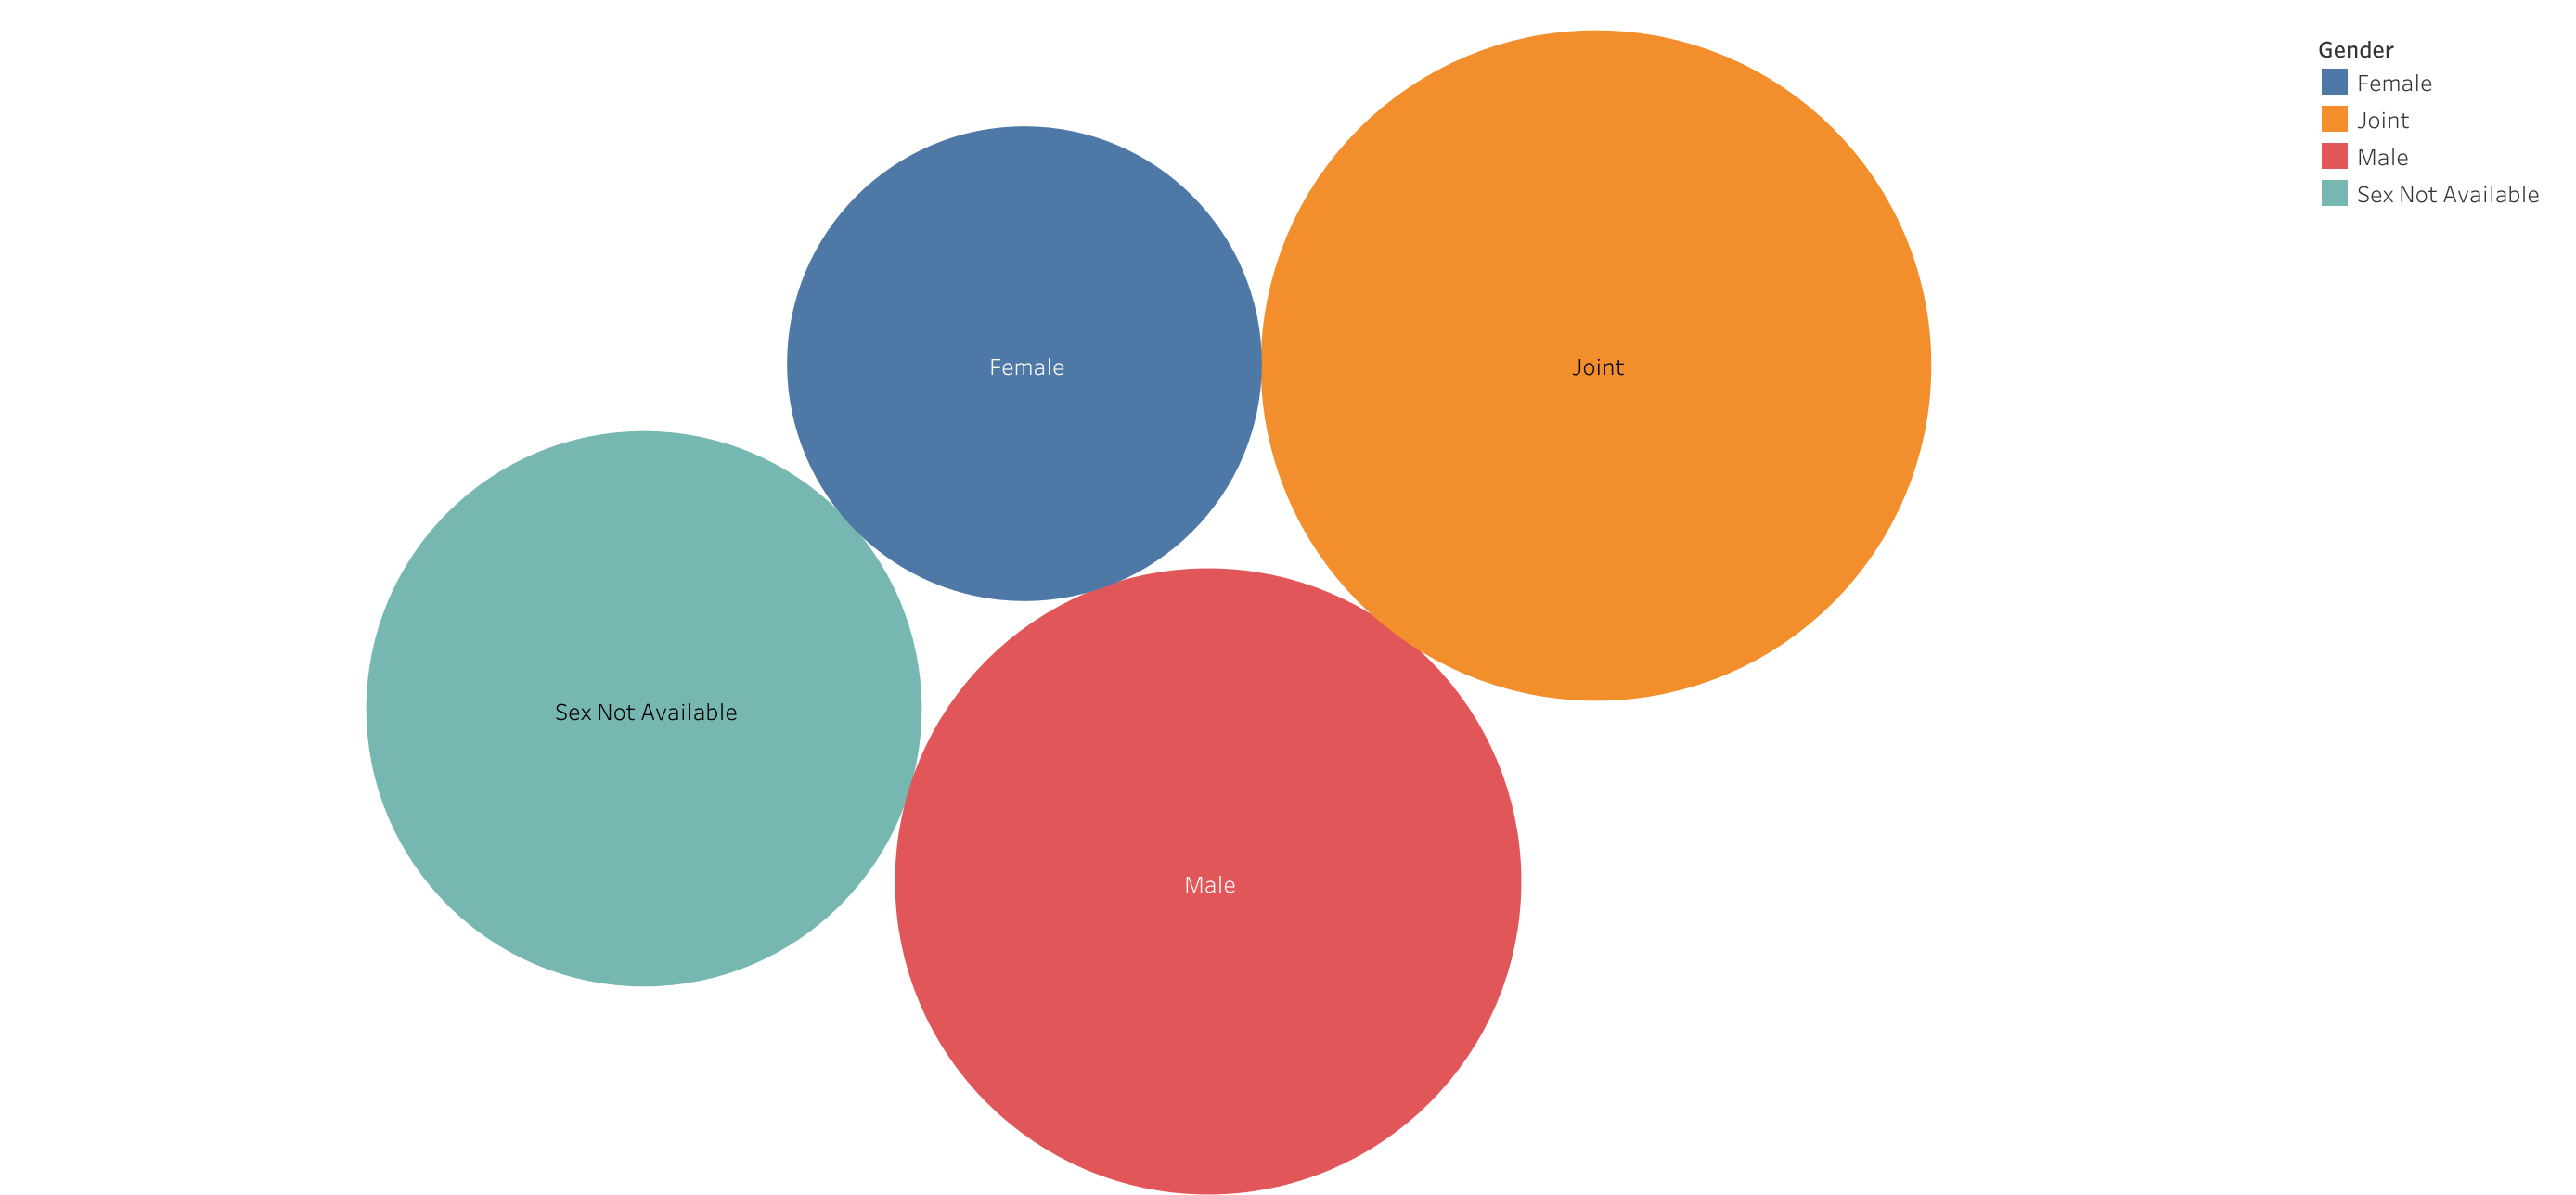 Gender
Female
Joint
Male
Sex Not Available
Female
Joint
Sex Not Available
Male